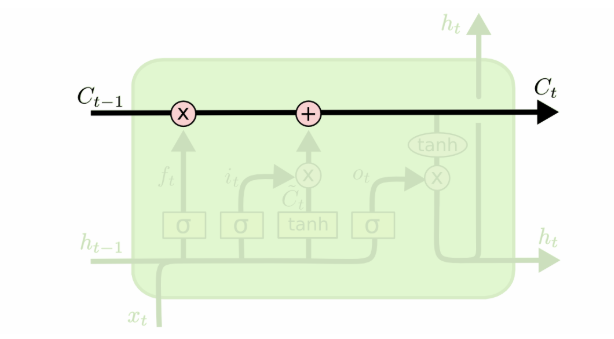 h_t
C_{t-1}
C_t
x
+
tanh
f_t
i_t
x
o_t
x
C̃_t
σ
σ
tanh
σ
h_{t-1}
h_t
x_t